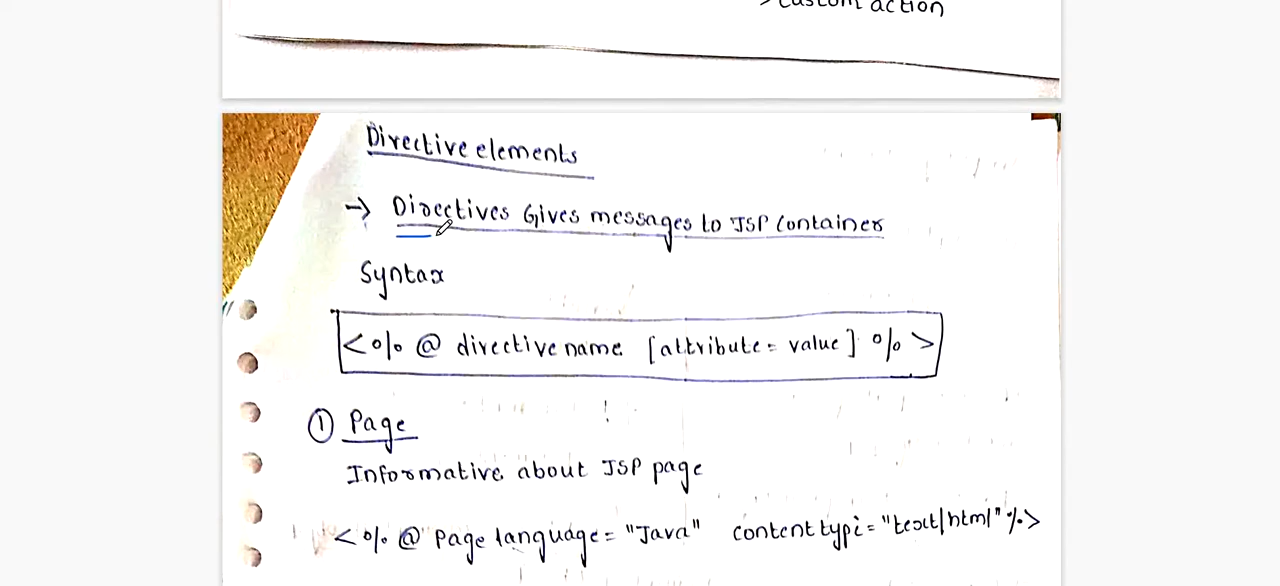 > custom action
Directive elements
→ Directives Gives messages to JSP Container
Syntax
<% @ directive name [attribute = value] %>
① Page
Informative about JSP page
<% @ Page language = "Java" content type = "text/html" %>